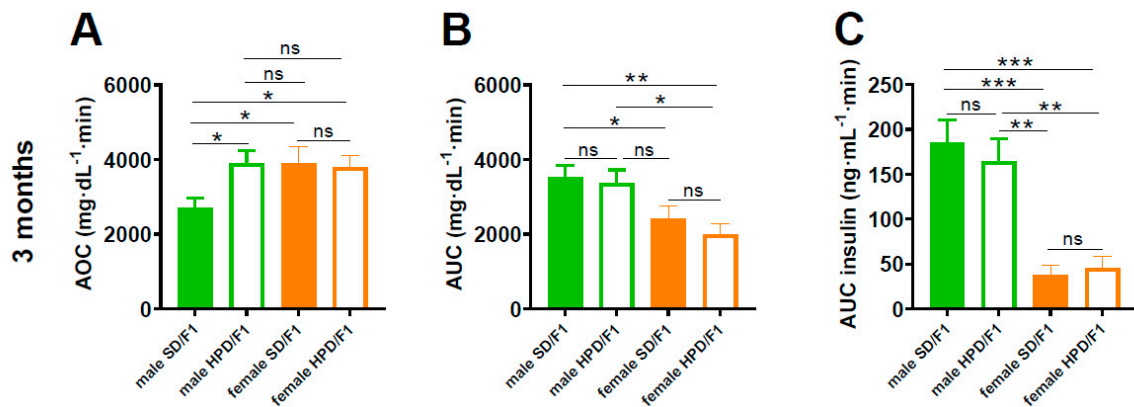 A
B
C
3 months
AOC (mg·dL⁻¹·min)
6000
4000
2000
0
ns
ns
*
*
ns
*
male SD/F1
male HPD/F1
female SD/F1
female HPD/F1
AUC (mg·dL⁻¹·min)
6000
4000
2000
0
**
*
*
ns
ns
ns
male SD/F1
male HPD/F1
female SD/F1
female HPD/F1
AUC insulin (ng·mL⁻¹·min)
250
200
150
100
50
0
***
***
ns
**
**
ns
male SD/F1
male HPD/F1
female SD/F1
female HPD/F1